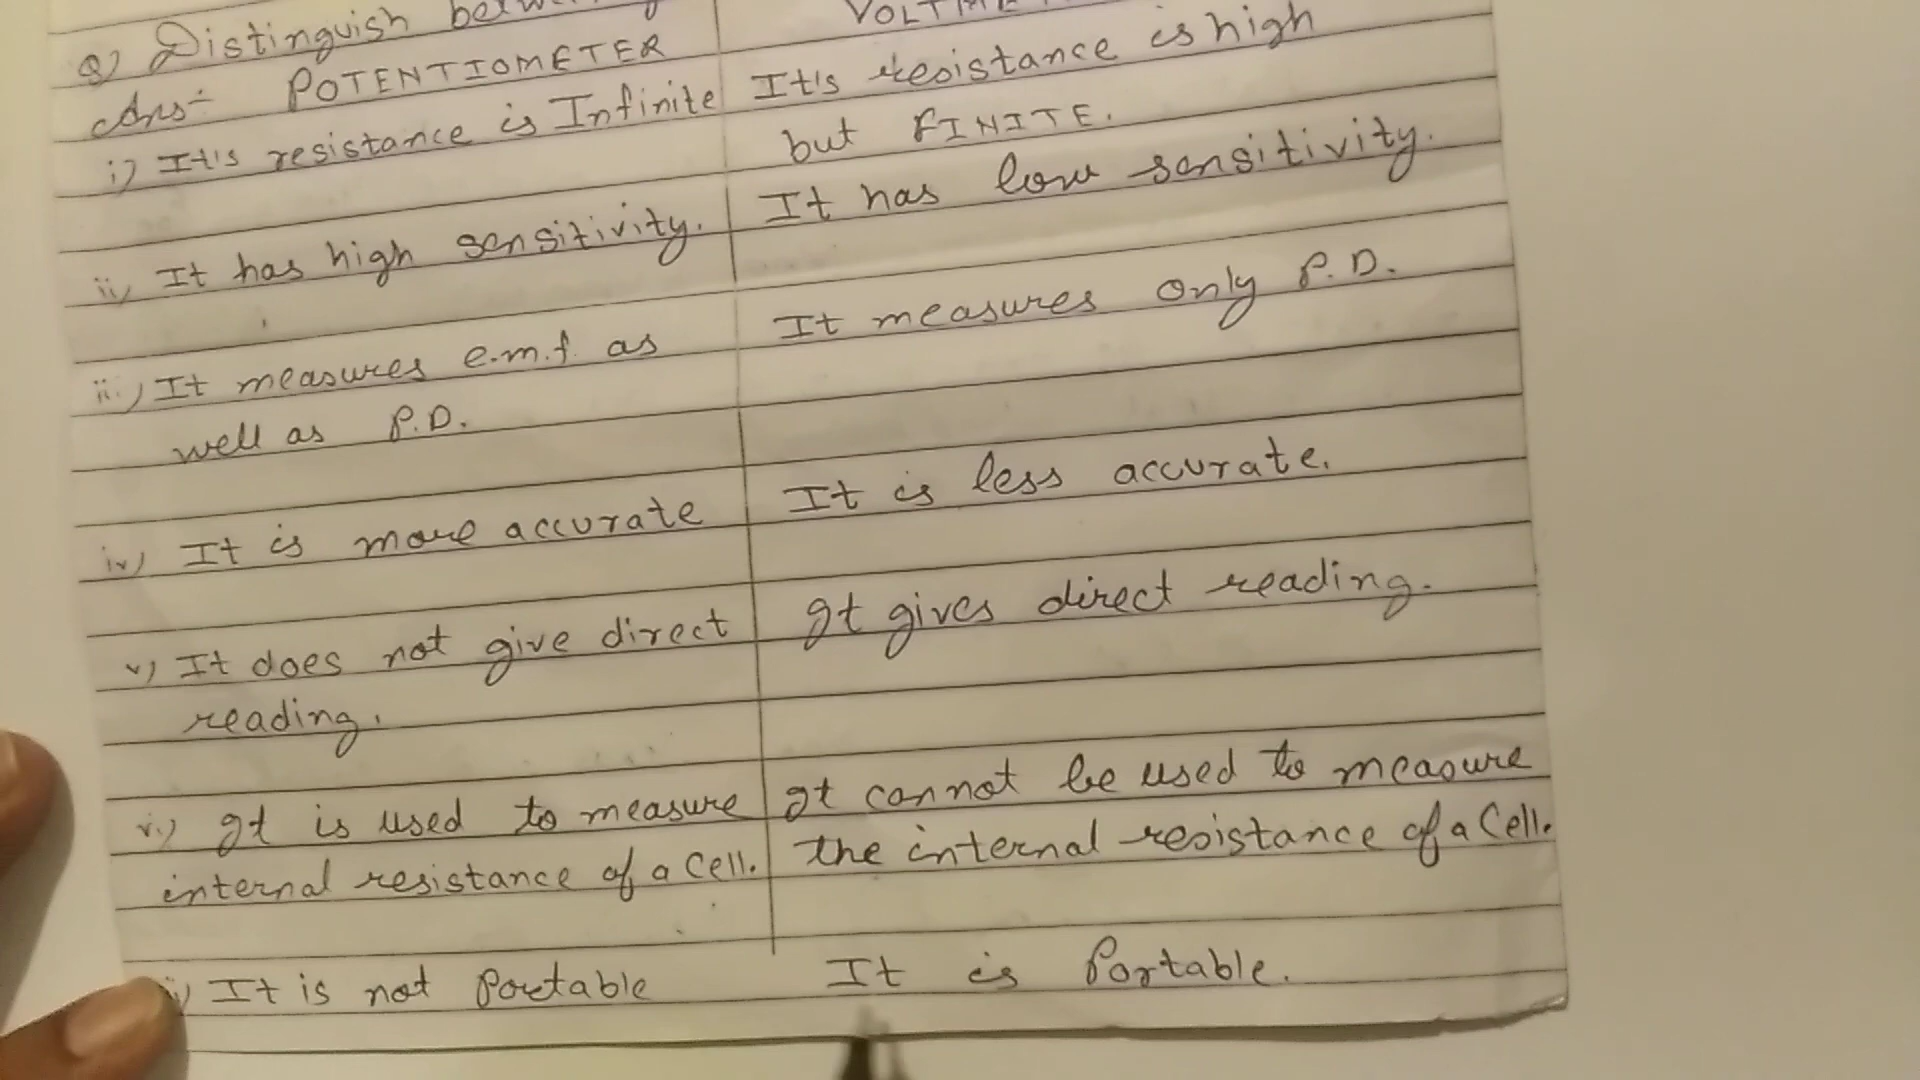 Q) Distinguish
Ans:- POTENTIOMETER
i) It's resistance is Infinite It's resistance is high
but FINITE.
ii) It has high sensitivity. It has low sensitivity.
iii) It measures e.m.f. as It measures only P.D.
well as P.D.
iv) It is more accurate It is less accurate.
v) It does not give direct It gives direct reading.
reading.
vi) It is used to measure It cannot be used to measure
internal resistance of a Cell. the internal resistance of a Cell.
It is not Portable It is Portable.